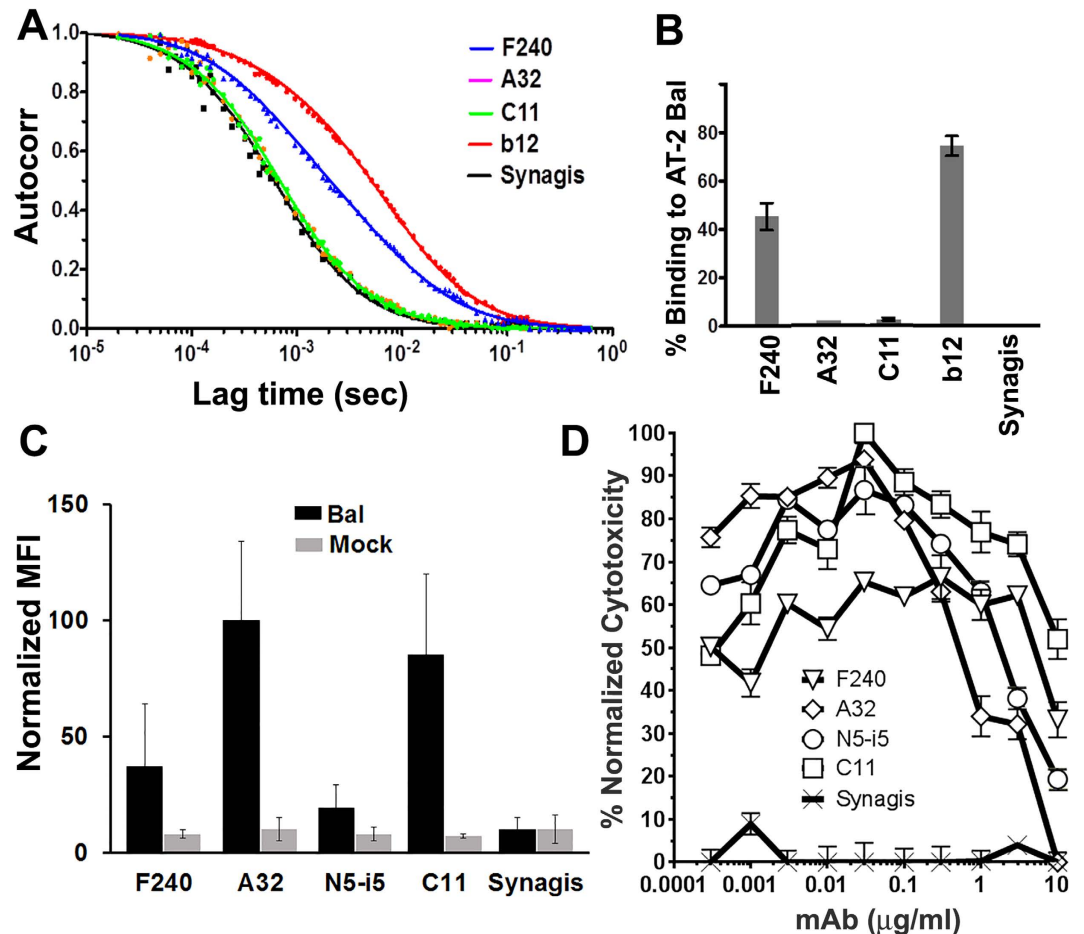 A
Autocorr
1.0
0.8
0.6
0.4
0.2
0.0
10-5
10-4
10-3
10-2
10-1
100
Lag time (sec)
F240
A32
C11
b12
Synagis
B
% Binding to AT-2 Bal
80
60
40
20
0
F240
A32
C11
b12
Synagis
C
Normalized MFI
150
100
50
0
Bal
Mock
F240
A32
N5-i5
C11
Synagis
D
% Normalized Cytotoxicity
100
90
80
70
60
50
40
30
20
10
0
0.0001
0.001
0.01
0.1
1
10
mAb (μg/ml)
F240
A32
N5-i5
C11
Synagis